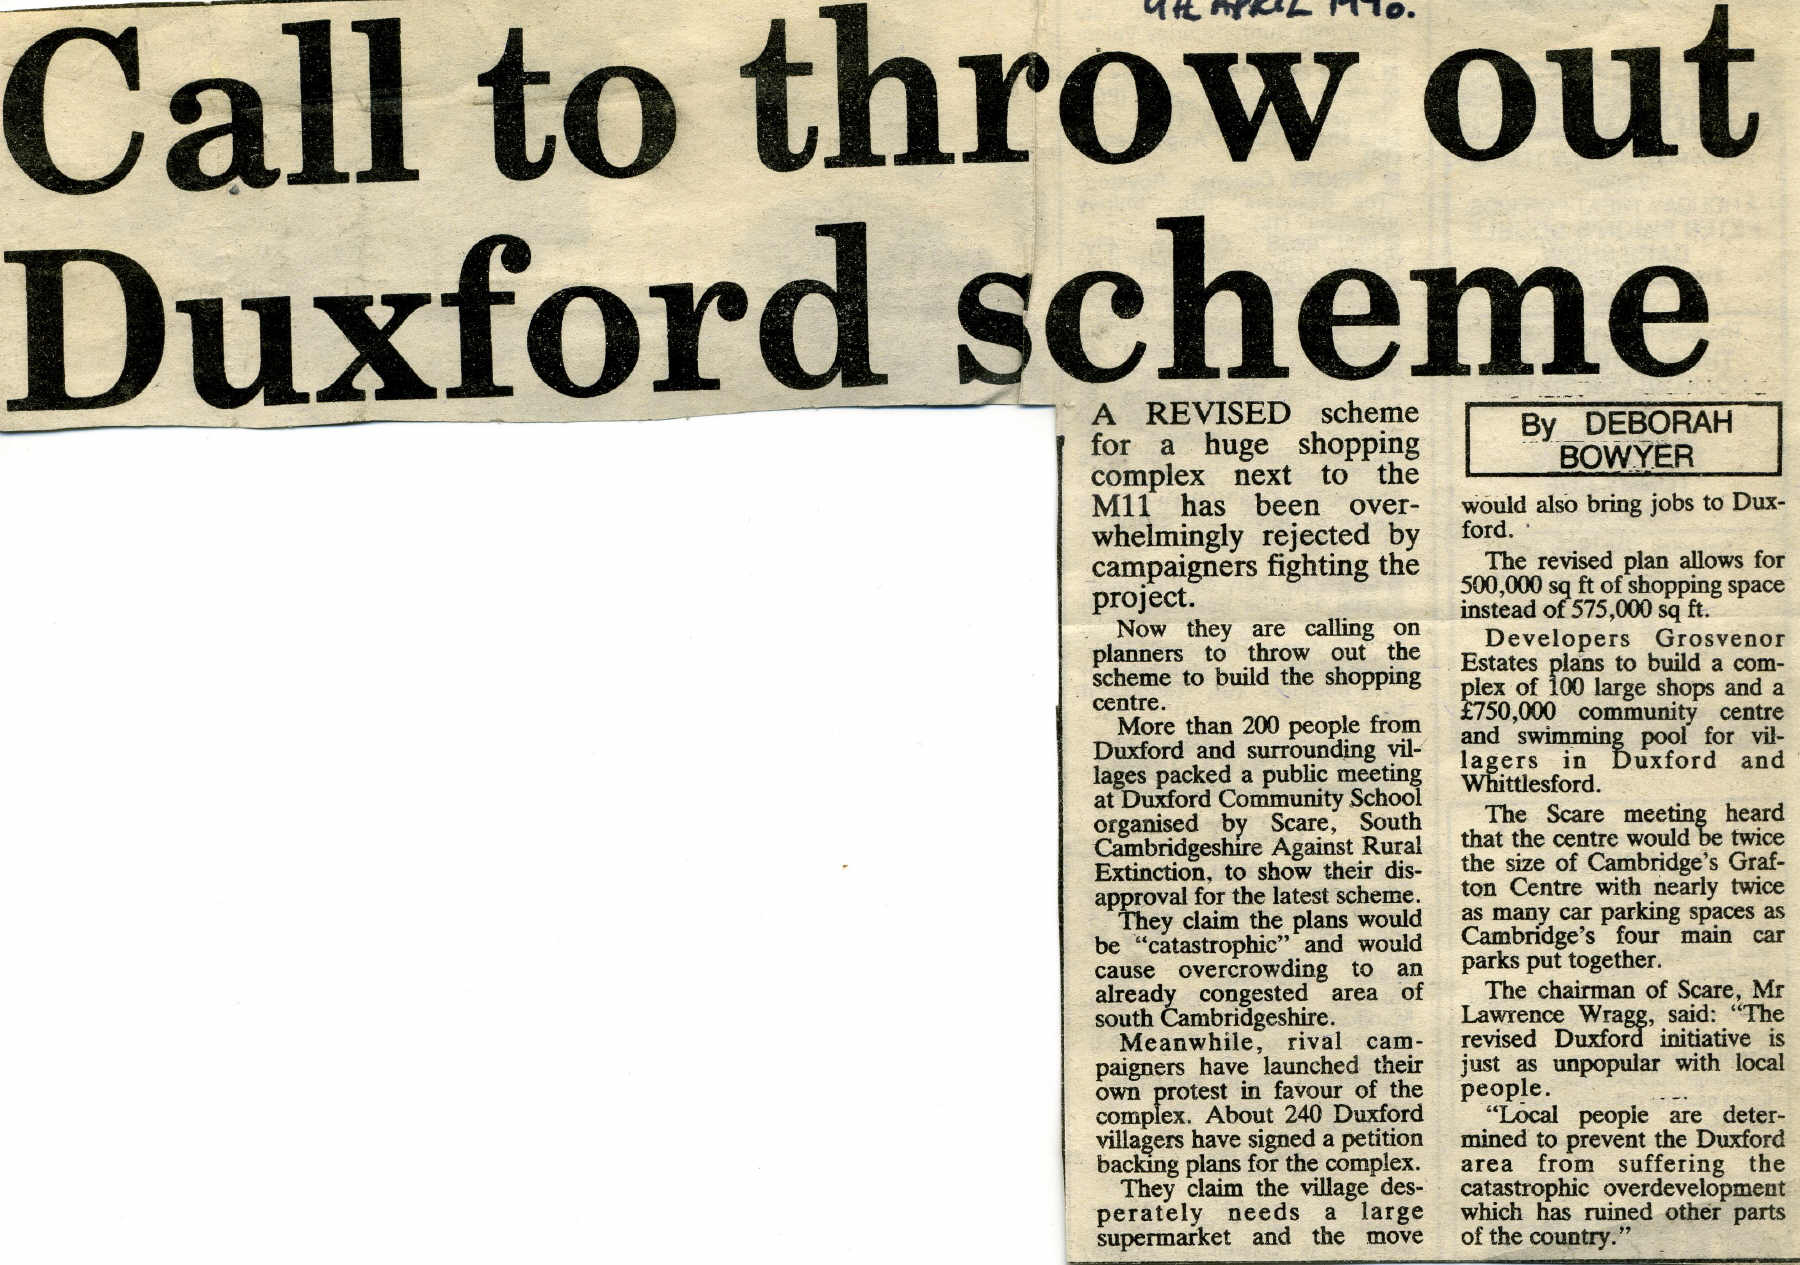 APRIL 1990.
Call to throw out
Duxford scheme
A REVISED scheme
for a huge shopping
complex next to the
M11 has been over-
whelmingly rejected by
campaigners fighting the
project.
Now they are calling on
planners to throw out the
scheme to build the shopping
centre.
More than 200 people from
Duxford and surrounding vil-
lages packed a public meeting
at Duxford Community School
organised by Scare, South
Cambridgeshire Against Rural
Extinction, to show their dis-
approval for the latest scheme.
They claim the plans would
be “catastrophic” and would
cause overcrowding to an
already congested area of
south Cambridgeshire.
Meanwhile, rival cam-
paigners have launched their
own protest in favour of the
complex. About 240 Duxford
villagers have signed a petition
backing plans for the complex.
They claim the village des-
perately needs a large
supermarket and the move
By DEBORAH
BOWYER
would also bring jobs to Dux-
ford.
The revised plan allows for
500,000 sq ft of shopping space
instead of 575,000 sq ft.
Developers Grosvenor
Estates plans to build a com-
plex of 100 large shops and a
£750,000 community centre
and swimming pool for vil-
lagers in Duxford and
Whittlesford.
The Scare meeting heard
that the centre would be twice
the size of Cambridge’s Graf-
ton Centre with nearly twice
as many car parking spaces as
Cambridge’s four main car
parks put together.
The chairman of Scare, Mr
Lawrence Wragg, said: “The
revised Duxford initiative is
just as unpopular with local
people.
“Local people are deter-
mined to prevent the Duxford
area from suffering the
catastrophic overdevelopment
which has ruined other parts
of the country.”